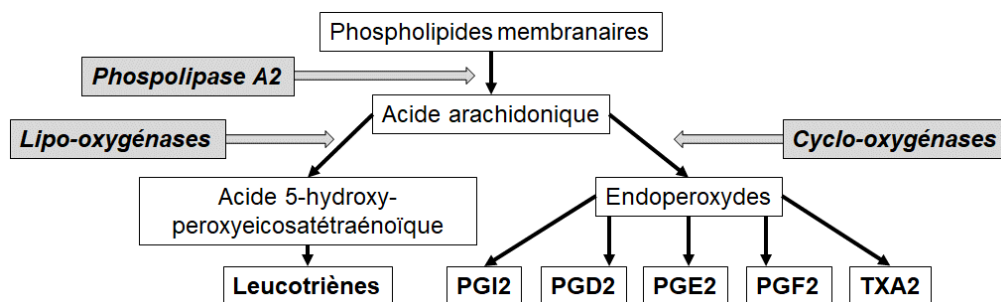 Phospholipides membranaires
Phospolipase A2
Acide arachidonique
Lipo-oxygénases
Cyclo-oxygénases
Acide 5-hydroxy-
peroxyeicosatétraénoïque
Endoperoxydes
Leucotriènes
PGI2
PGD2
PGE2
PGF2
TXA2